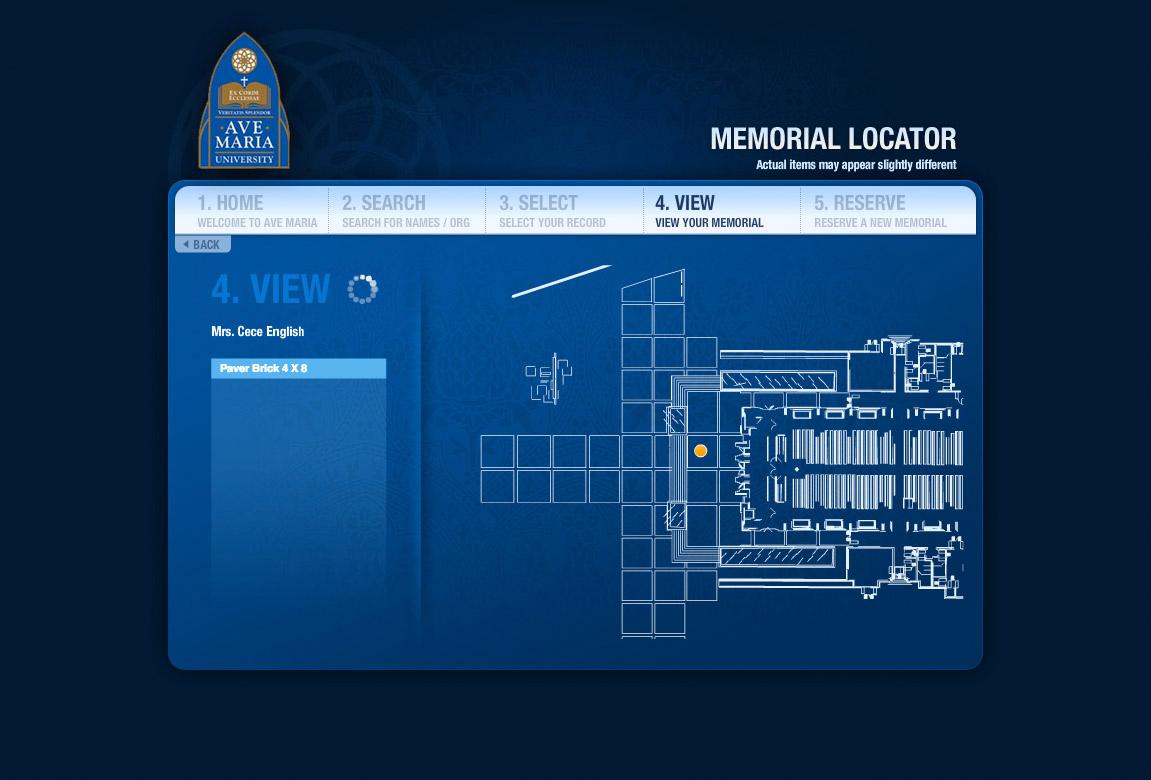 EX CORDE
ECCLESIAE
VERITATIS SPLENDOR
AVE
MARIA
UNIVERSITY
MEMORIAL LOCATOR
Actual items may appear slightly different
1. HOME
WELCOME TO AVE MARIA
2. SEARCH
SEARCH FOR NAMES / ORG
3. SELECT
SELECT YOUR RECORD
4. VIEW
VIEW YOUR MEMORIAL
5. RESERVE
RESERVE A NEW MEMORIAL
BACK
4. VIEW
Mrs. Cece English
Paver Brick 4 X 8